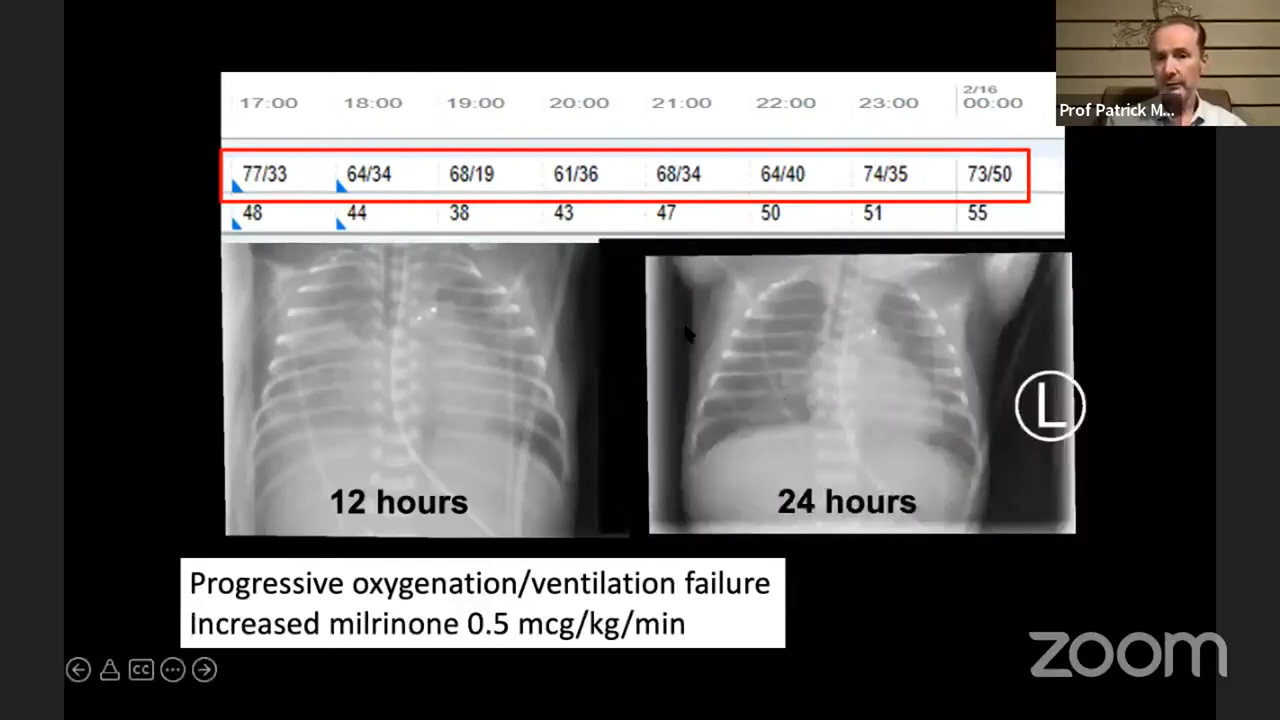 Prof Patrick M...
17:00 18:00 19:00 20:00 21:00 22:00 23:00 2/16 00:00
77/33 64/34 68/19 61/36 68/34 64/40 74/35 73/50
48 44 38 43 47 50 51 55
L
12 hours 24 hours
Progressive oxygenation/ventilation failure
Increased milrinone 0.5 mcg/kg/min
CC
zoom